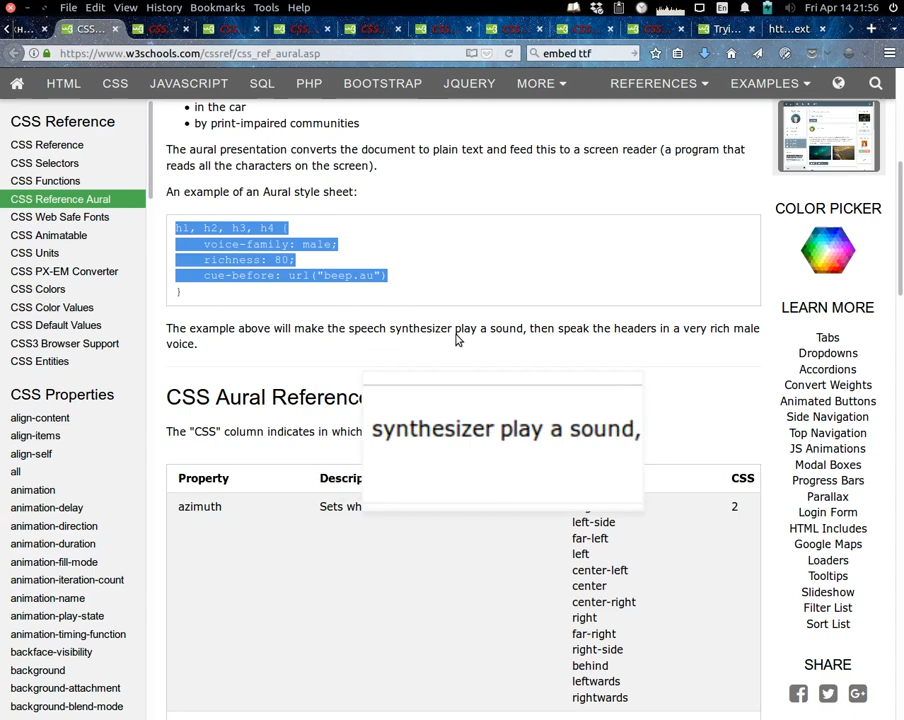 File Edit View History Bookmarks Tools Help
En
Fri Apr 14 21:56
CSS...
Tryi...
htt...ext
https://www.w3schools.com/cssref/css_ref_aural.asp
embed ttf
HTML CSS JAVASCRIPT SQL PHP BOOTSTRAP JQUERY MORE REFERENCES EXAMPLES
CSS Reference
CSS Reference
CSS Selectors
CSS Functions
CSS Reference Aural
CSS Web Safe Fonts
CSS Animatable
CSS Units
CSS PX-EM Converter
CSS Colors
CSS Color Values
CSS Default Values
CSS3 Browser Support
CSS Entities
CSS Properties
align-content
align-items
align-self
all
animation
animation-delay
animation-direction
animation-duration
animation-fill-mode
animation-iteration-count
animation-name
animation-play-state
animation-timing-function
backface-visibility
background
background-attachment
background-blend-mode
• in the car
• by print-impaired communities
The aural presentation converts the document to plain text and feed this to a screen reader (a program that
reads all the characters on the screen).
An example of an Aural style sheet:
h1, h2, h3, h4 {
voice-family: male;
richness: 80;
cue-before: url("beep.au")
}
The example above will make the speech synthesizer play a sound, then speak the headers in a very rich male
voice.
CSS Aural Reference
synthesizer play a sound,
The "CSS" column indicates in which
Property Descrip CSS
azimuth Sets wh 2
left-side
far-left
left
center-left
center
center-right
right
far-right
right-side
behind
leftwards
rightwards
COLOR PICKER
LEARN MORE
Tabs
Dropdowns
Accordions
Convert Weights
Animated Buttons
Side Navigation
Top Navigation
JS Animations
Modal Boxes
Progress Bars
Parallax
Login Form
HTML Includes
Google Maps
Loaders
Tooltips
Slideshow
Filter List
Sort List
SHARE